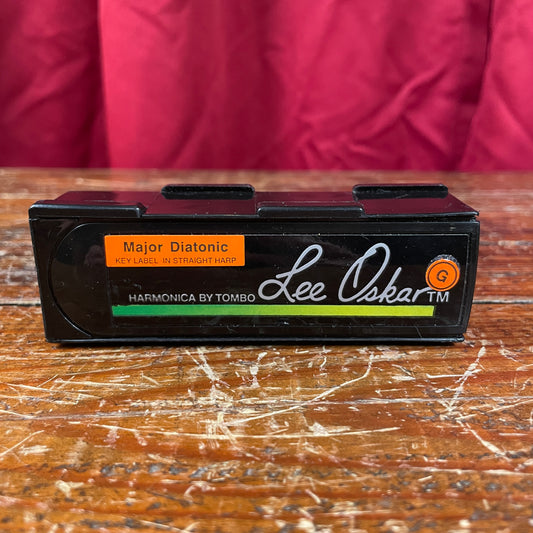 Major Diatonic
KEY LABEL IN STRAIGHT HARP
HARMONICA BY TOMBO Lee Oskar TM
G